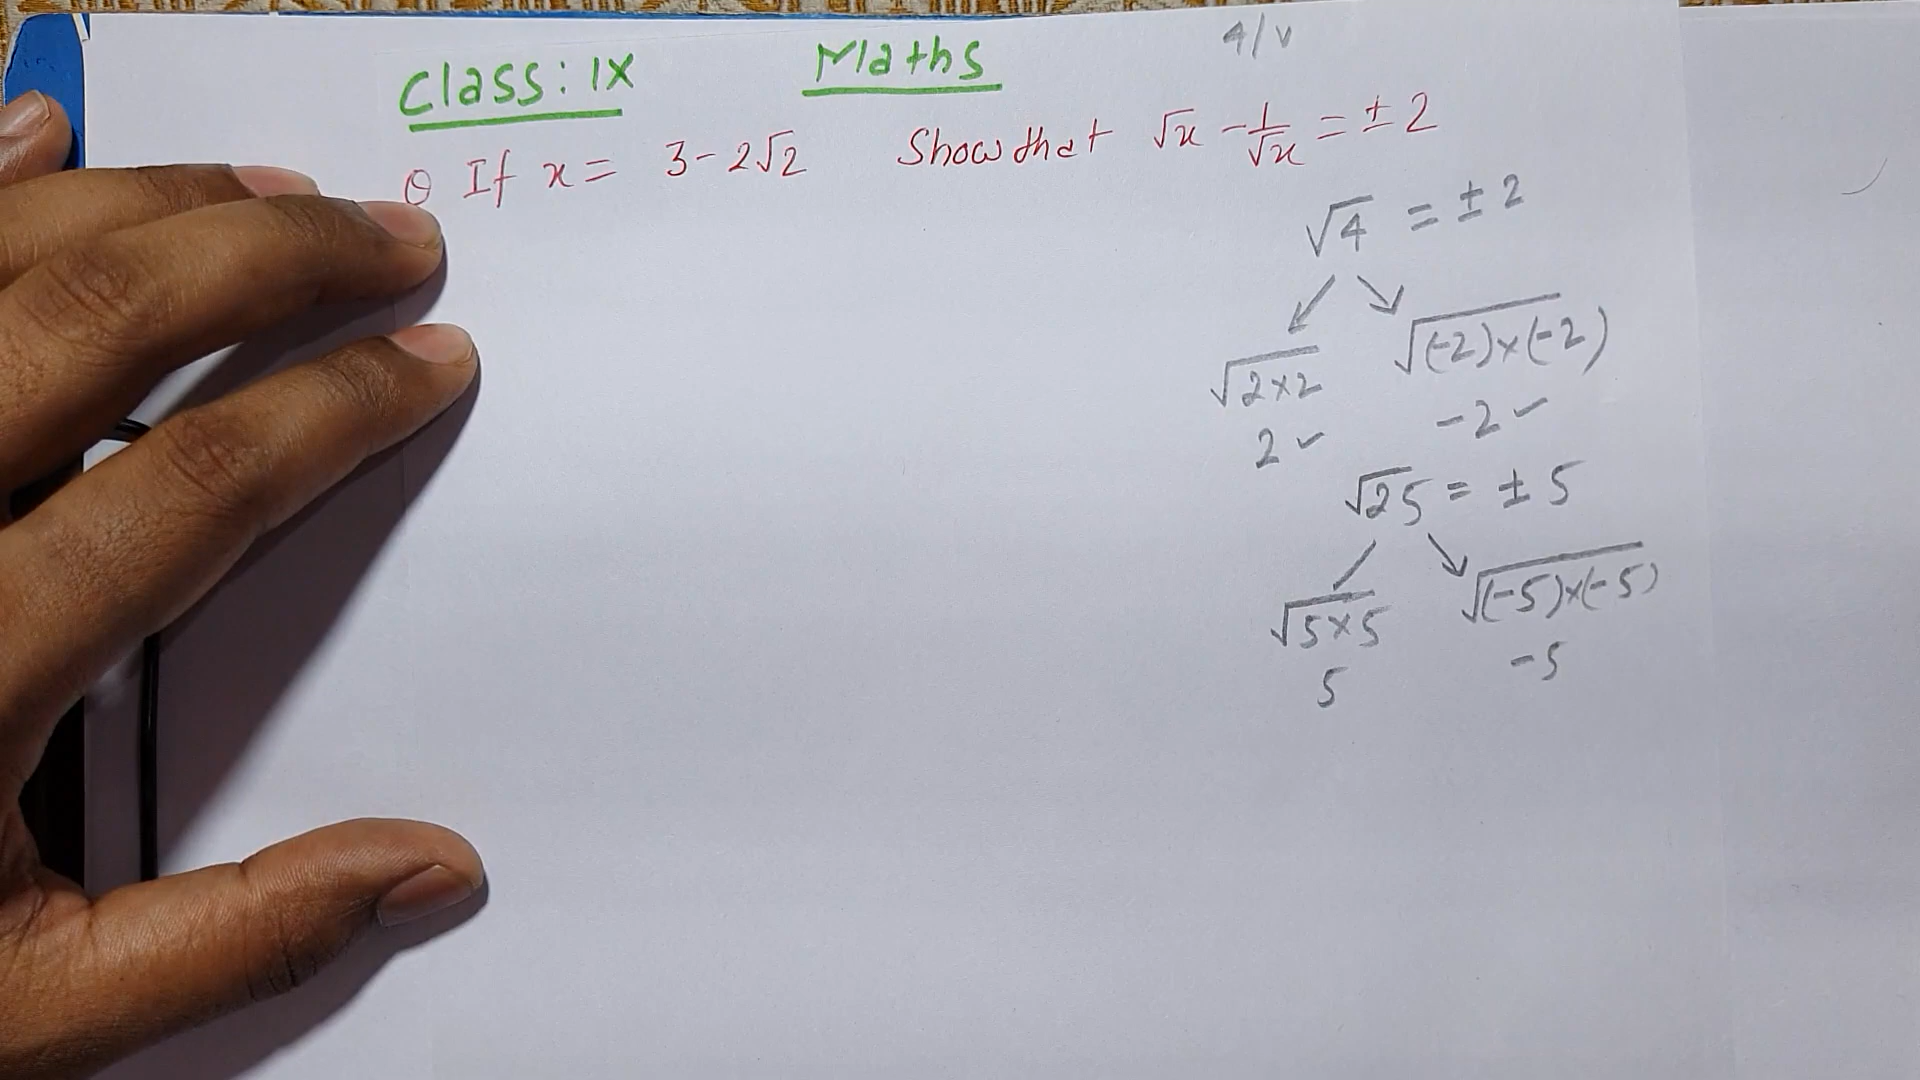 Class: IX Maths 4/v
If x = 3-2√2 Show that √x - 1/√x = ± 2
√4 = ± 2
√2×2 √(-2)×(-2)
2 ✓ -2 ✓
√25 = ± 5
√5×5 √(-5)×(-5)
5 -5